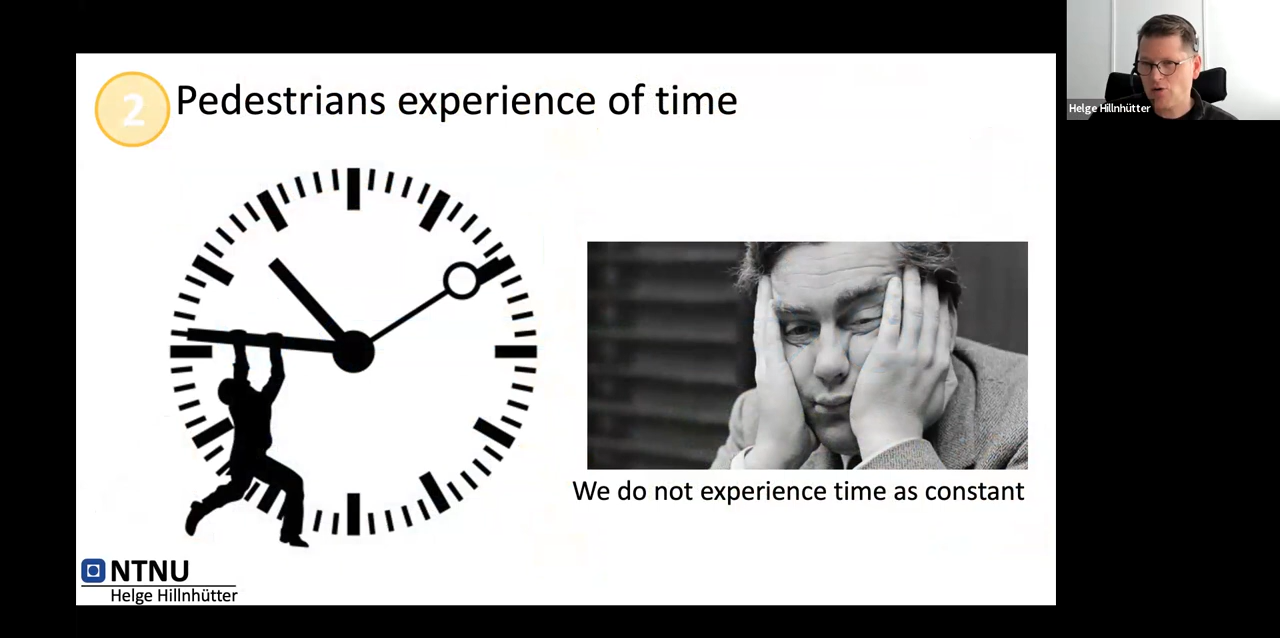 2
Pedestrians experience of time
We do not experience time as constant
NTNU
Helge Hillnhütter
Helge Hillnhütter